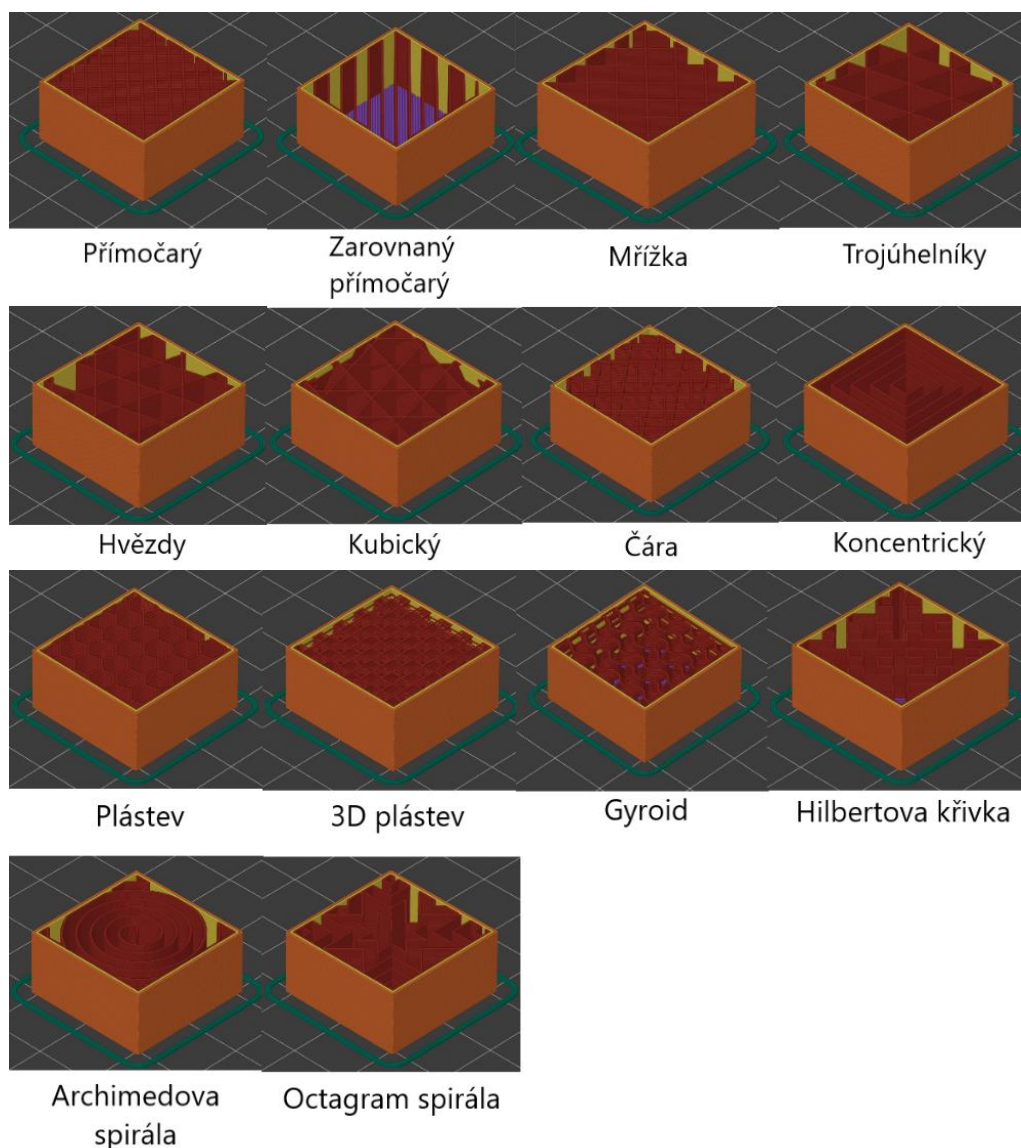 Přímočarý
Zarovnaný
přímočarý
Mřížka
Trojúhelníky
Hvězdy
Kubický
Čára
Koncentrický
Plástev
3D plástev
Gyroid
Hilbertova křivka
Archimedova
spirála
Octagram spirála